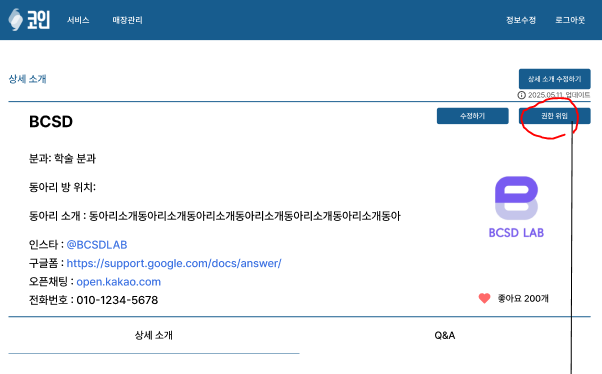 코인 서비스 매장관리 정보수정 로그아웃
상세 소개 상세 소개 수정하기
2025.05.11. 업데이트
BCSD 수정하기 권한 위임
분과: 학술 분과
동아리 방 위치:
동아리 소개 : 동아리소개동아리소개동아리소개동아리소개동아리소개동아리소개동아
BCSD LAB
인스타 : @BCSDLAB
구글폼 : https://support.google.com/docs/answer/
오픈채팅 : open.kakao.com
전화번호 : 010-1234-5678 좋아요 200개
상세 소개 Q&A